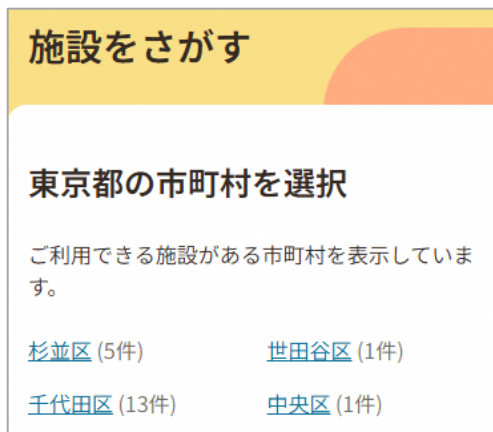 施設をさがす
東京都の市町村を選択
ご利用できる施設がある市町村を表示していま
す。
杉並区 (5件) 世田谷区 (1件)
千代田区 (13件) 中央区 (1件)